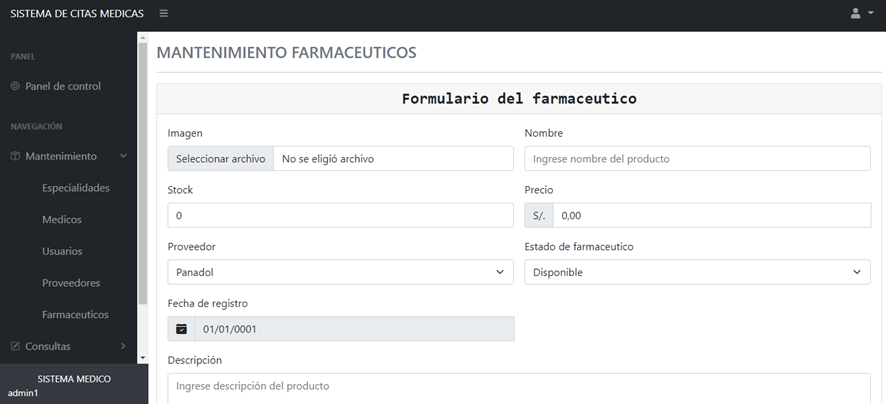 SISTEMA DE CITAS MEDICAS
PANEL
Panel de control
NAVEGACIÓN
Mantenimiento
Especialidades
Medicos
Usuarios
Proveedores
Farmaceuticos
Consultas
SISTEMA MEDICO
admin1
MANTENIMIENTO FARMACEUTICOS
Formulario del farmaceutico
Imagen
Seleccionar archivo No se eligió archivo
Nombre
Ingrese nombre del producto
Stock
0
Precio
S/. 0,00
Proveedor
Panadol
Estado de farmaceutico
Disponible
Fecha de registro
01/01/0001
Descripción
Ingrese descripción del producto